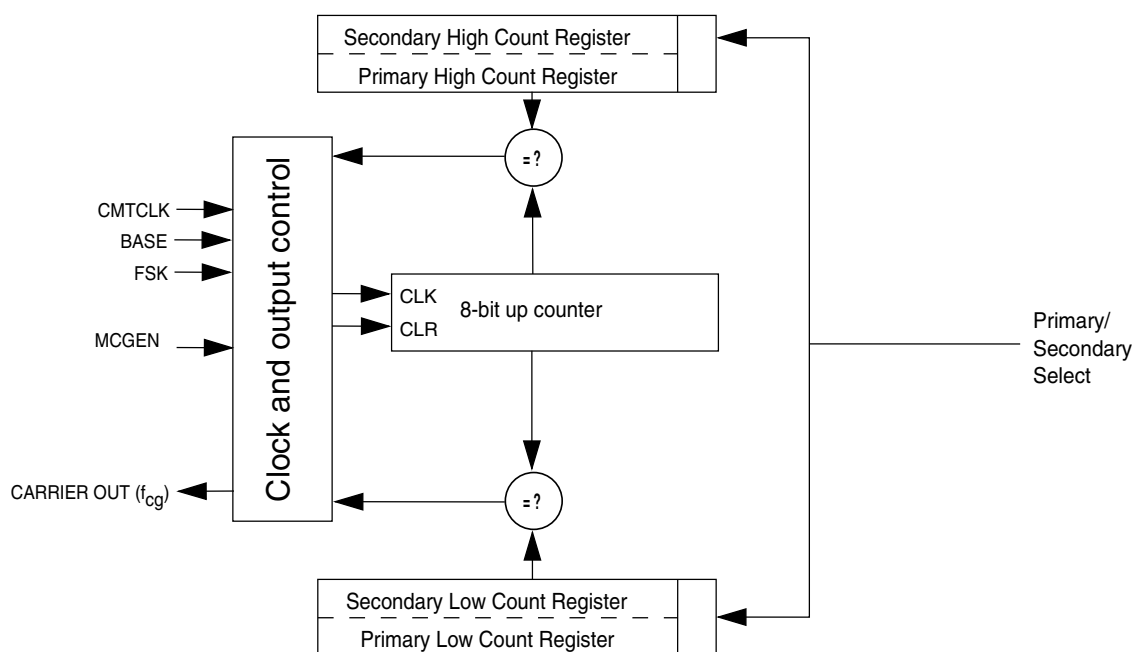 Secondary High Count Register
Primary High Count Register
=?
Clock and output control
CMTCLK
BASE
FSK
MCGEN
CARRIER OUT (fcg)
CLK
CLR
8-bit up counter
Primary/
Secondary
Select
=?
Secondary Low Count Register
Primary Low Count Register